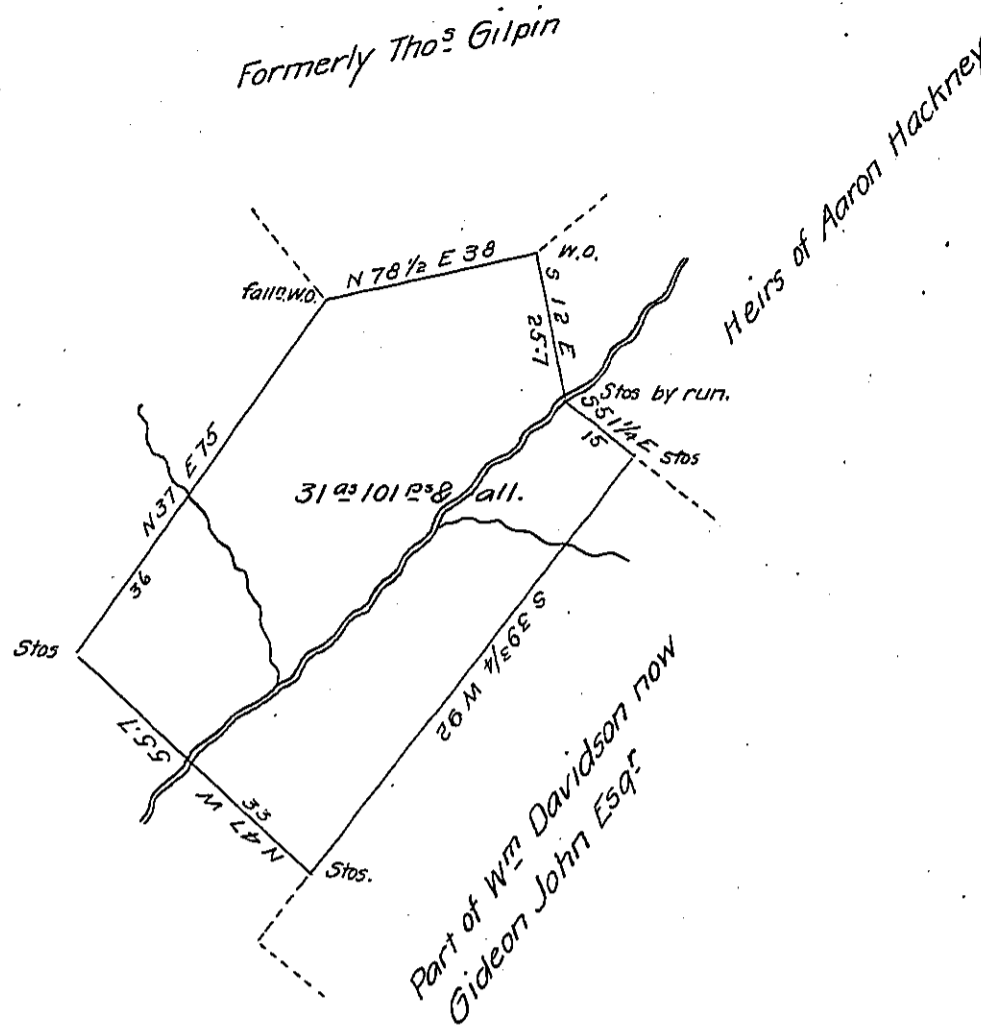 Formerly Thos Gilpin
Heirs of Aaron Hackney
N 78 1/2 E 38
W.O.
falln. W.O.
S 12 E
25.7
Stos by run.
S 51 1/4 E
stos
15
N 37 E 75
31 as 101 ps & all.
36
Stos
S 39 3/4 W 92
55.7
33
N 47 W
Stos.
Part of Wm Davidson now
Gideon John Esqr